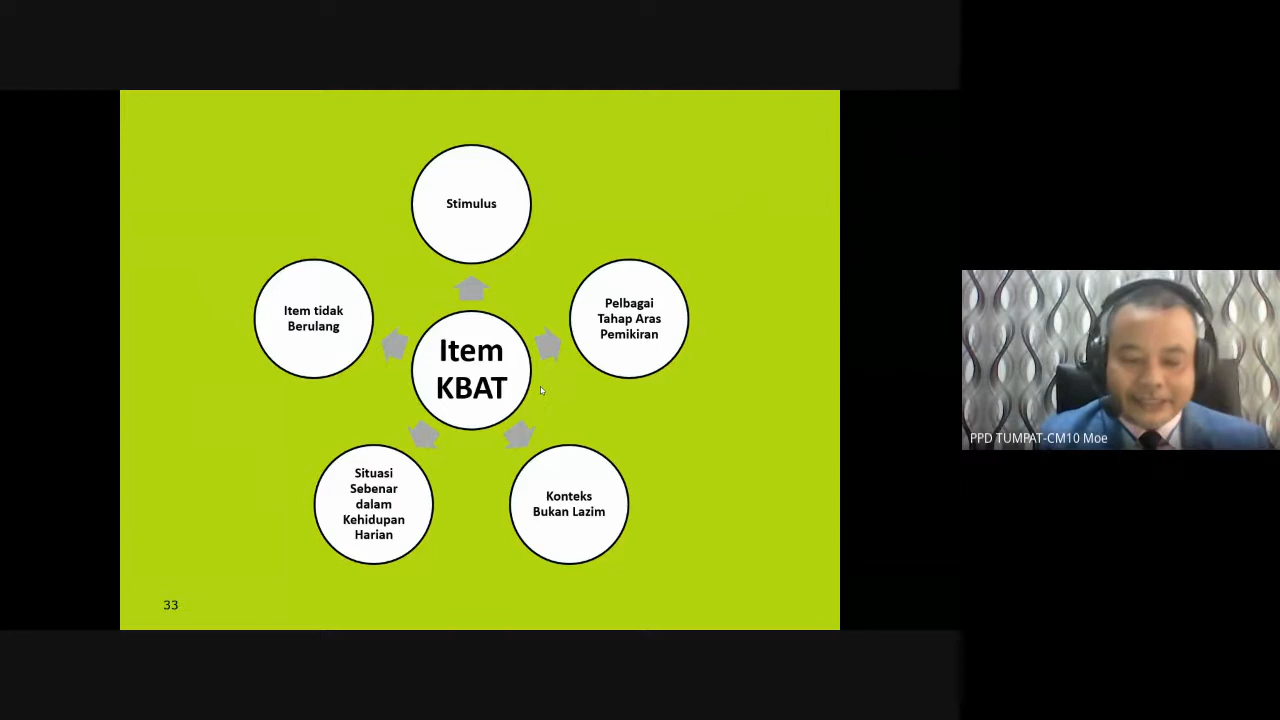 Stimulus
Item tidak
Berulang
Pelbagai
Tahap Aras
Pemikiran
Item
KBAT
Situasi
Sebenar
dalam
Kehidupan
Harian
Konteks
Bukan Lazim
33
PPD TUMPAT-CM10 Moe